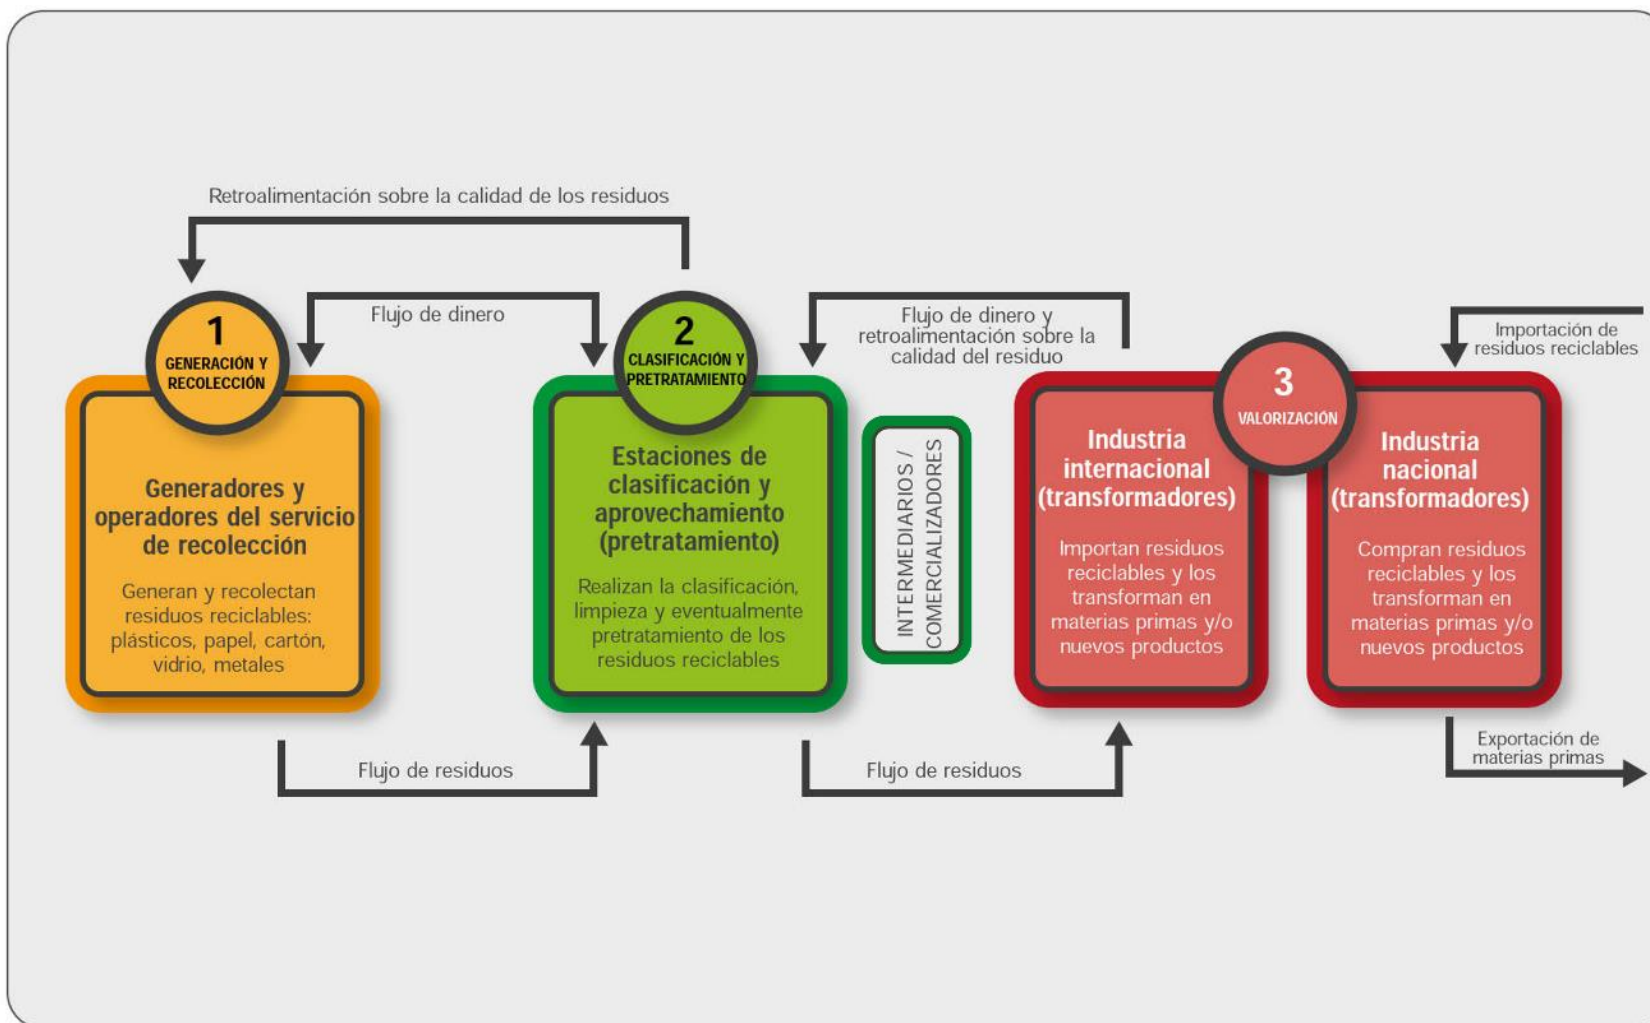 Retroalimentación sobre la calidad de los residuos
1
GENERACIÓN Y
RECOLECCIÓN
Flujo de dinero
2
CLASIFICACIÓN Y
PRETRATAMIENTO
Flujo de dinero y
retroalimentación sobre la
calidad del residuo
3
VALORIZACIÓN
Importación de
residuos reciclables
Generadores y
operadores del servicio
de recolección
Generan y recolectan
residuos reciclables:
plásticos, papel, cartón,
vidrio, metales
Estaciones de
clasificación y
aprovechamiento
(pretratamiento)
Realizan la clasificación,
limpieza y eventualmente
pretratamiento de los
residuos reciclables
INTERMEDIARIOS /
COMERCIALIZADORES
Industria
internacional
(transformadores)
Importan residuos
reciclables y los
transforman en
materias primas y/o
nuevos productos
Industria
nacional
(transformadores)
Compran residuos
reciclables y los
transforman en
materias primas y/o
nuevos productos
Flujo de residuos
Flujo de residuos
Exportación de
materias primas